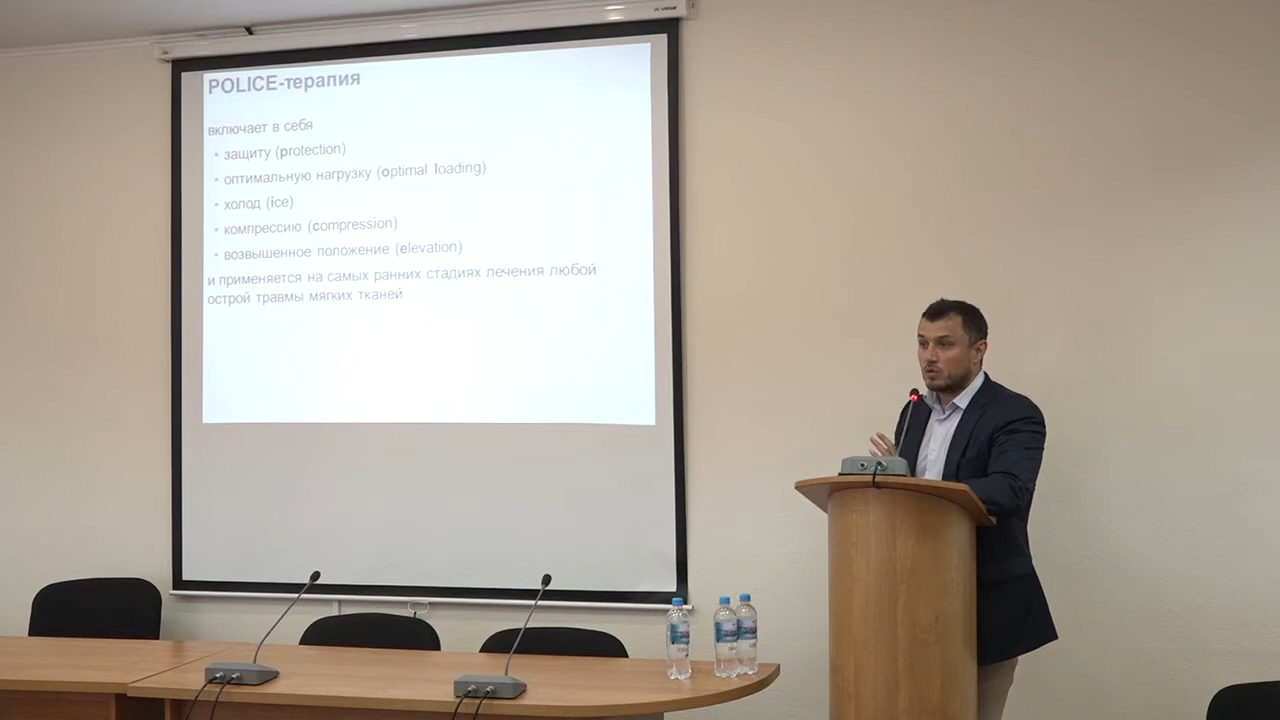 POLICE-терапия
включает в себя
• защиту (protection)
• оптимальную нагрузку (optimal loading)
• холод (ice)
• компрессию (compression)
• возвышенное положение (elevation)
и применяется на самых ранних стадиях лечения любой
острой травмы мягких тканей